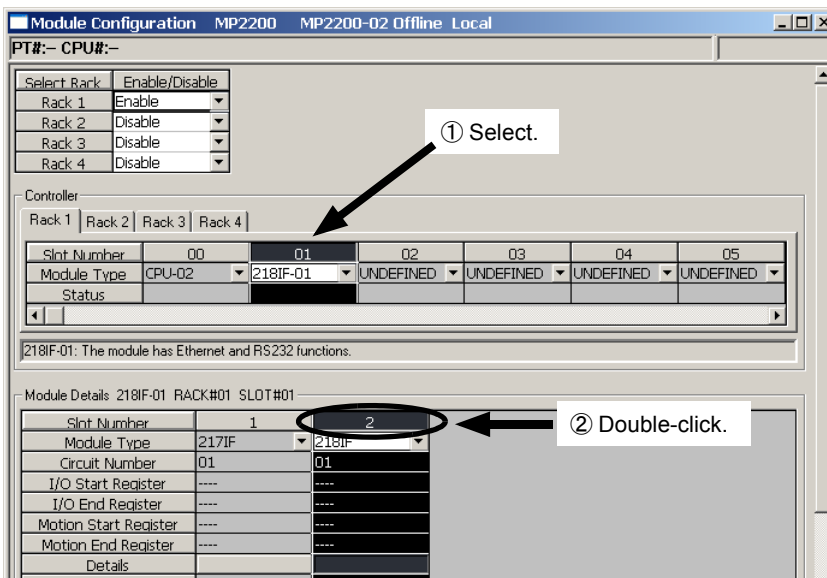 Module Configuration MP2200 MP2200-02 Offline Local
PT#:– CPU#:–
Select Rack Enable/Disable
Rack 1 Enable
Rack 2 Disable
Rack 3 Disable
Rack 4 Disable
① Select.
Controller
Rack 1 Rack 2 Rack 3 Rack 4
Slot Number 00 01 02 03 04 05
Module Type CPU-02 218IF-01 UNDEFINED UNDEFINED UNDEFINED UNDEFINED
Status
218IF-01: The module has Ethernet and RS232 functions.
Module Details 218IF-01 RACK#01 SLOT#01
Slot Number 1 2
② Double-click.
Module Type 217IF 218IF
Circuit Number 01 01
I/O Start Register ---- ----
I/O End Register ---- ----
Motion Start Register ---- ----
Motion End Register ---- ----
Details